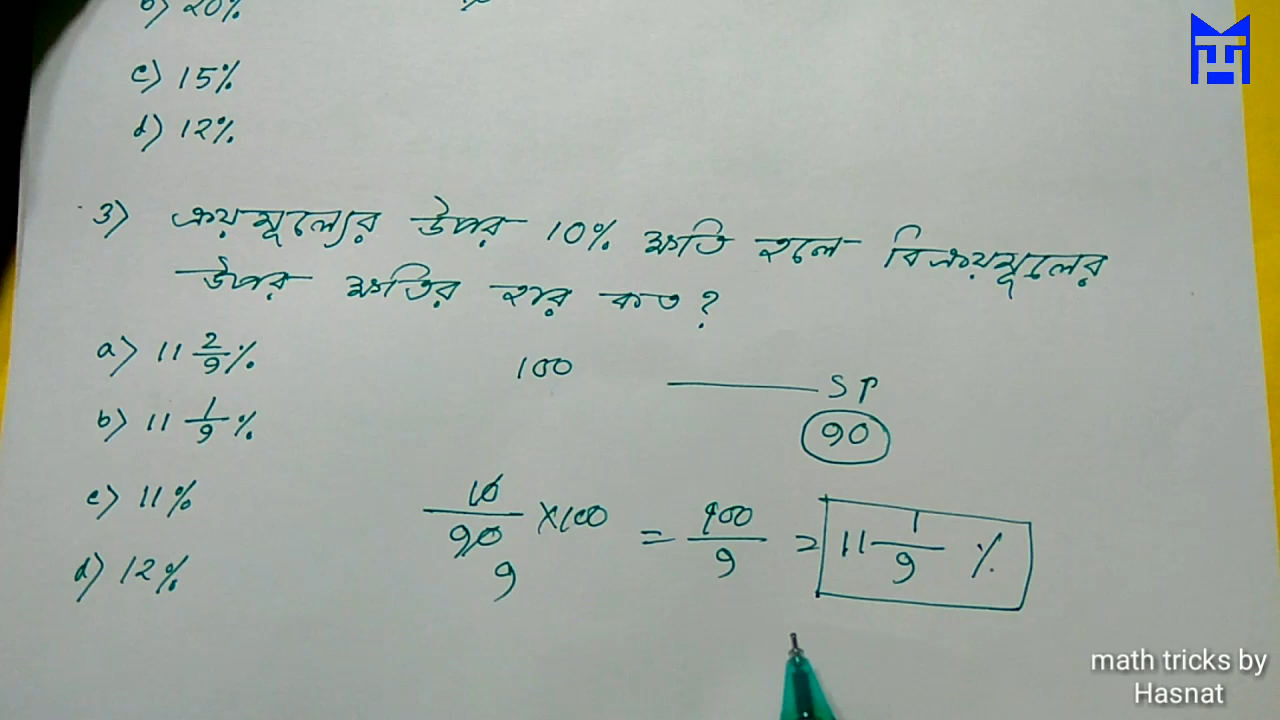 b) 20%
c) 15%
d) 12%
3) ক্রয়মূল্যের উপর 10% ক্ষতি হলে বিক্রয়মূলের
উপর ক্ষতির হার কত?
a) 11 2/9 %
100 ——— SP
b) 11 1/9 %
90
c) 11%
10/90 × 100 = 100/9 = 11 1/9 %
9
d) 12%
math tricks by
Hasnat